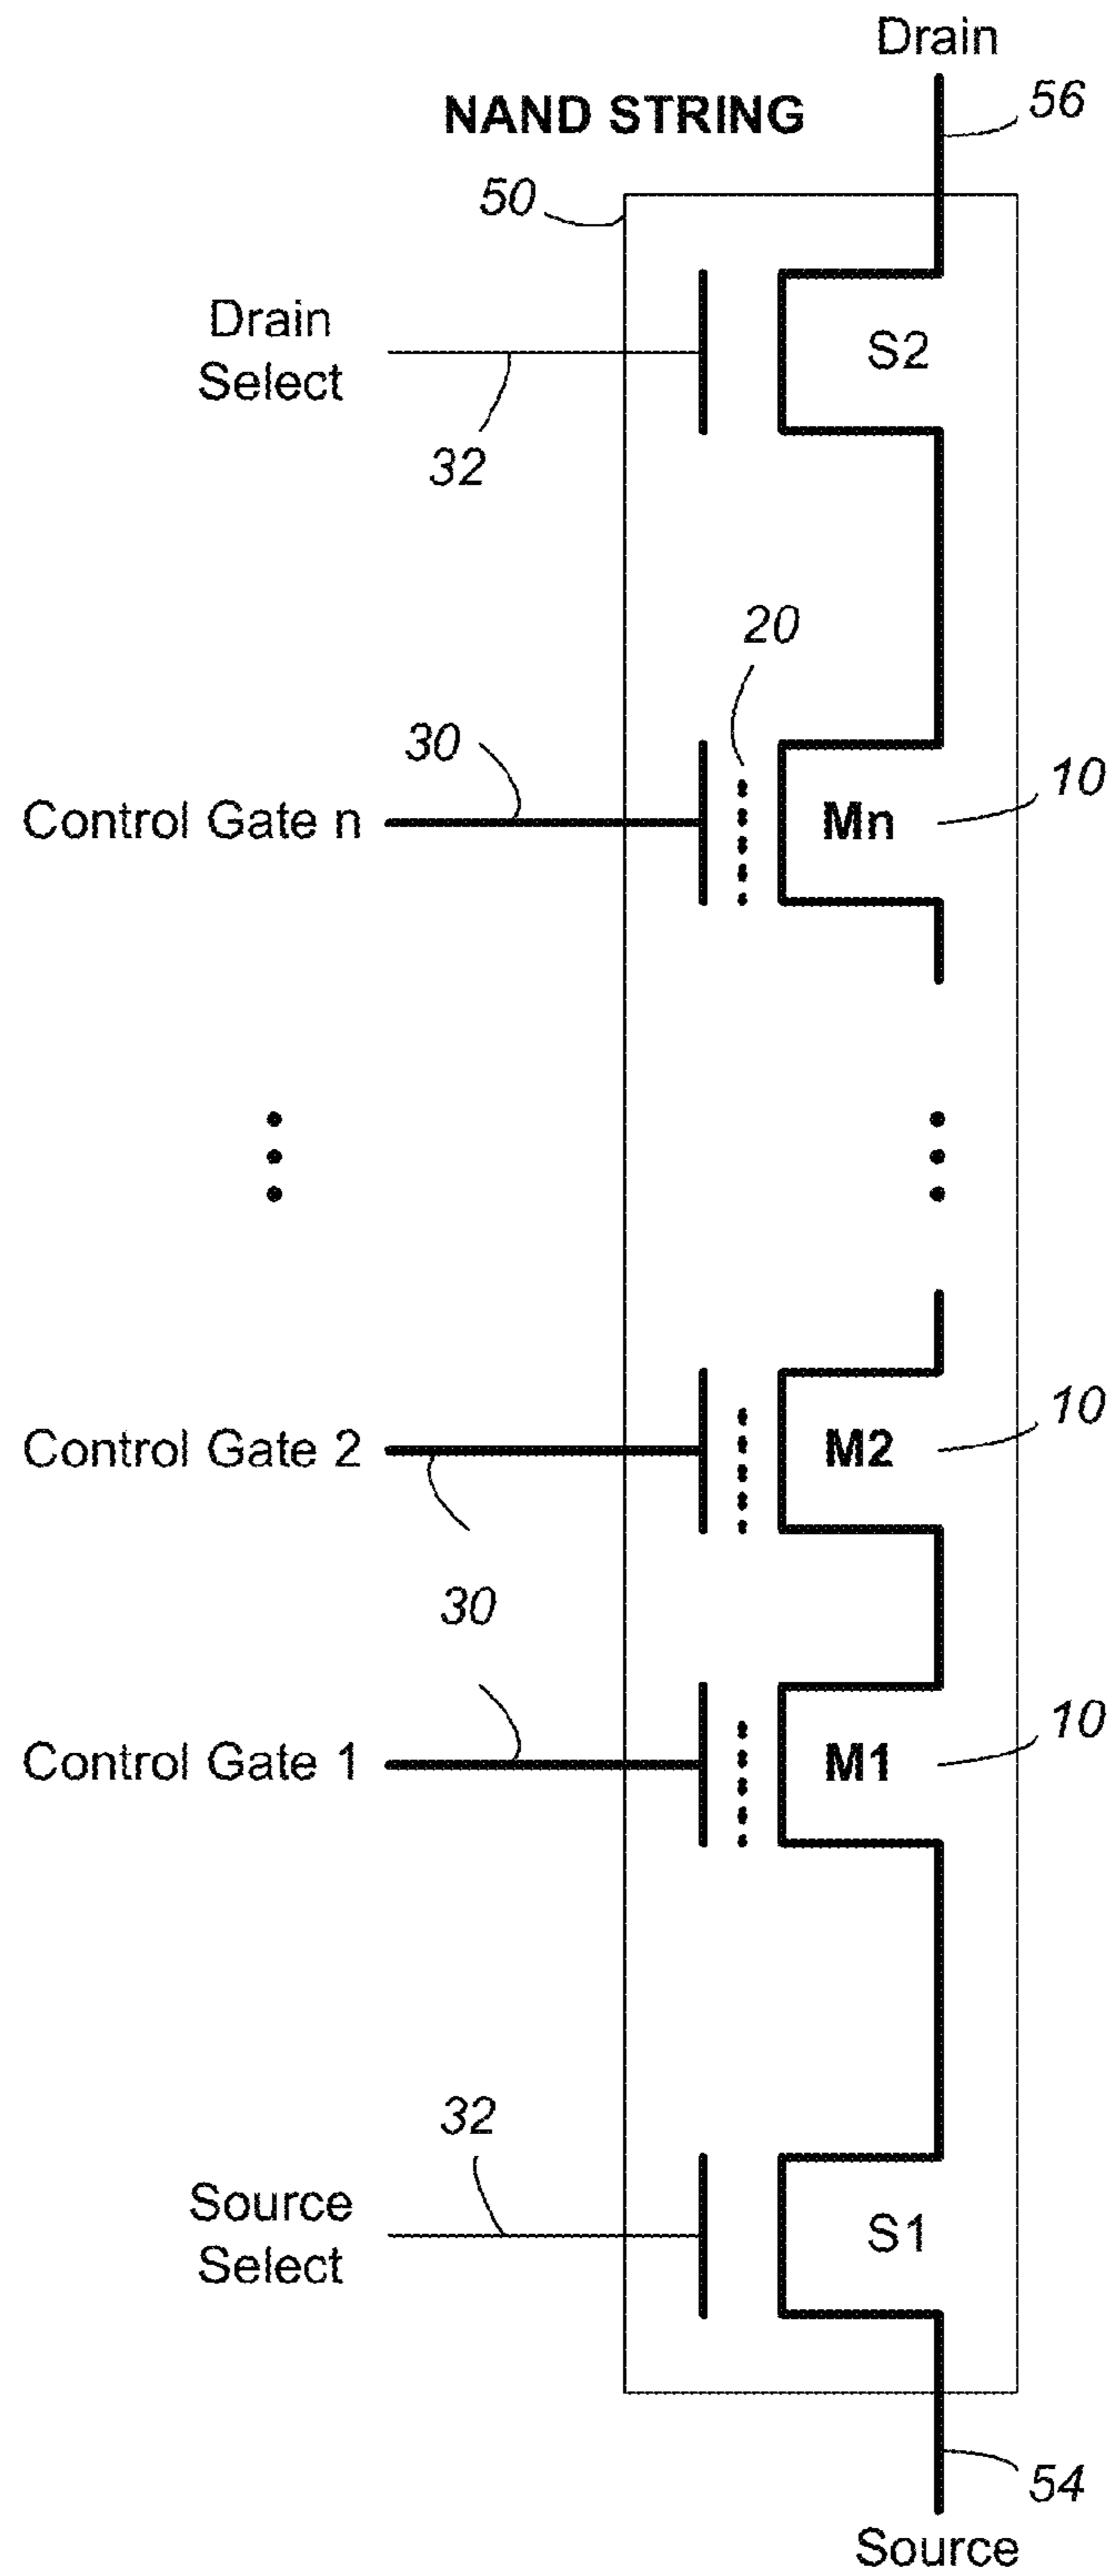 Drain
56
NAND STRING
50
Drain
Select
S2
32
20
30
10
Control Gate n
Mn
10
Control Gate 2
M2
30
10
Control Gate 1
M1
32
Source
Select
S1
54
Source